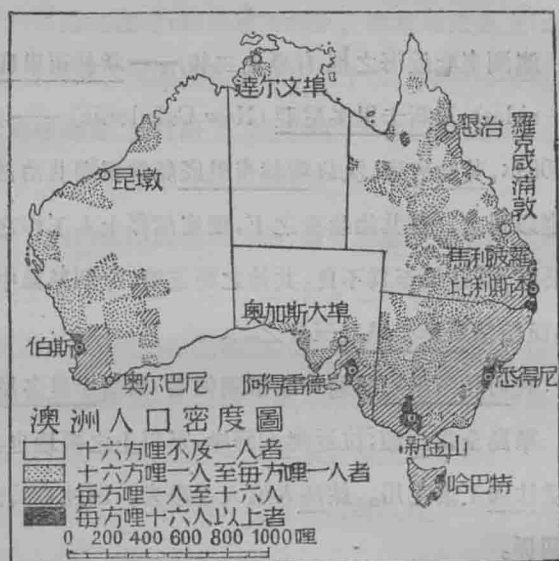 達尔文埠
懇治
羅克威浦敦
昆墩
馬利波羅
比利斯不
奧加斯大埠
伯斯
阿得雷德
悉得尼
奧尔巴尼
新金山
哈巴特
澳洲人口密度圖
十六方哩不及一人者
十六方哩一人至每方哩一人者
每方哩一人至十六人
每方哩十六人以上者
0 200 400 600 800 1000哩